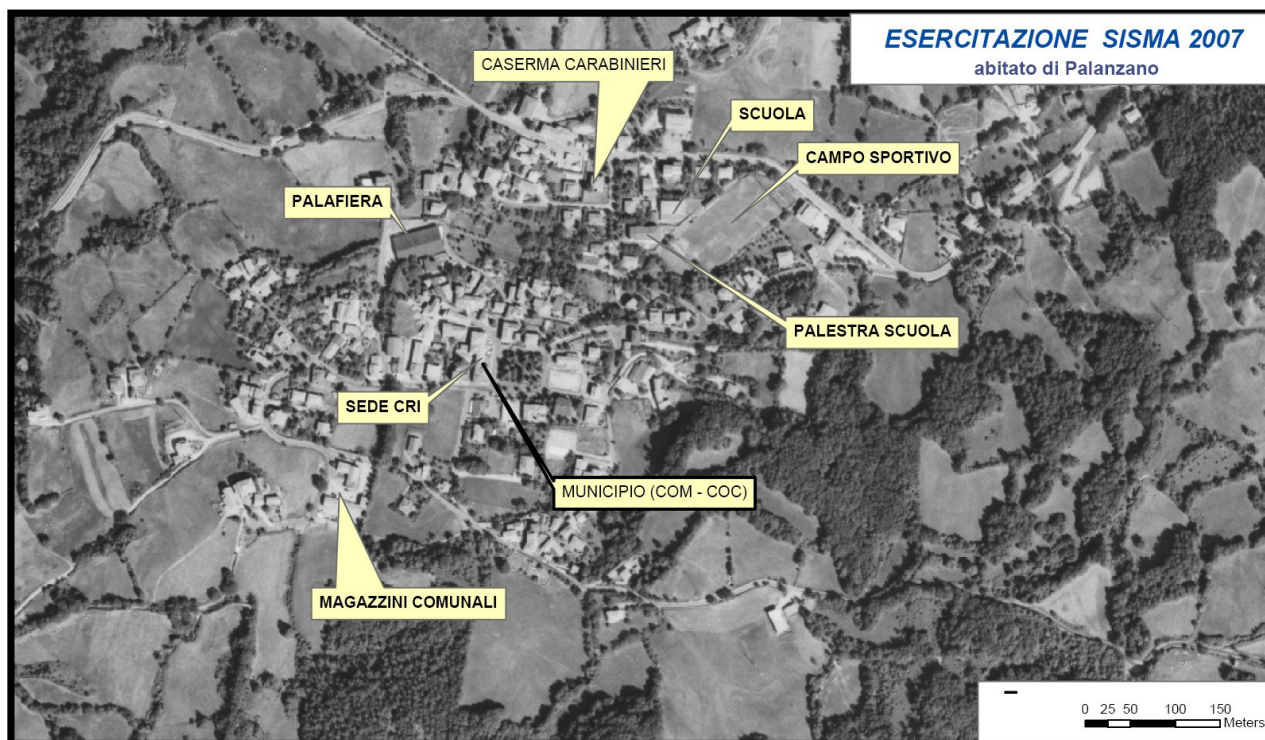 ESERCITAZIONE SISMA 2007
abitato di Palanzano
CASERMA CARABINIERI
SCUOLA
CAMPO SPORTIVO
PALAFIERA
PALESTRA SCUOLA
SEDE CRI
MUNICIPIO (COM - COC)
MAGAZZINI COMUNALI
0 25 50 100 150
Meters